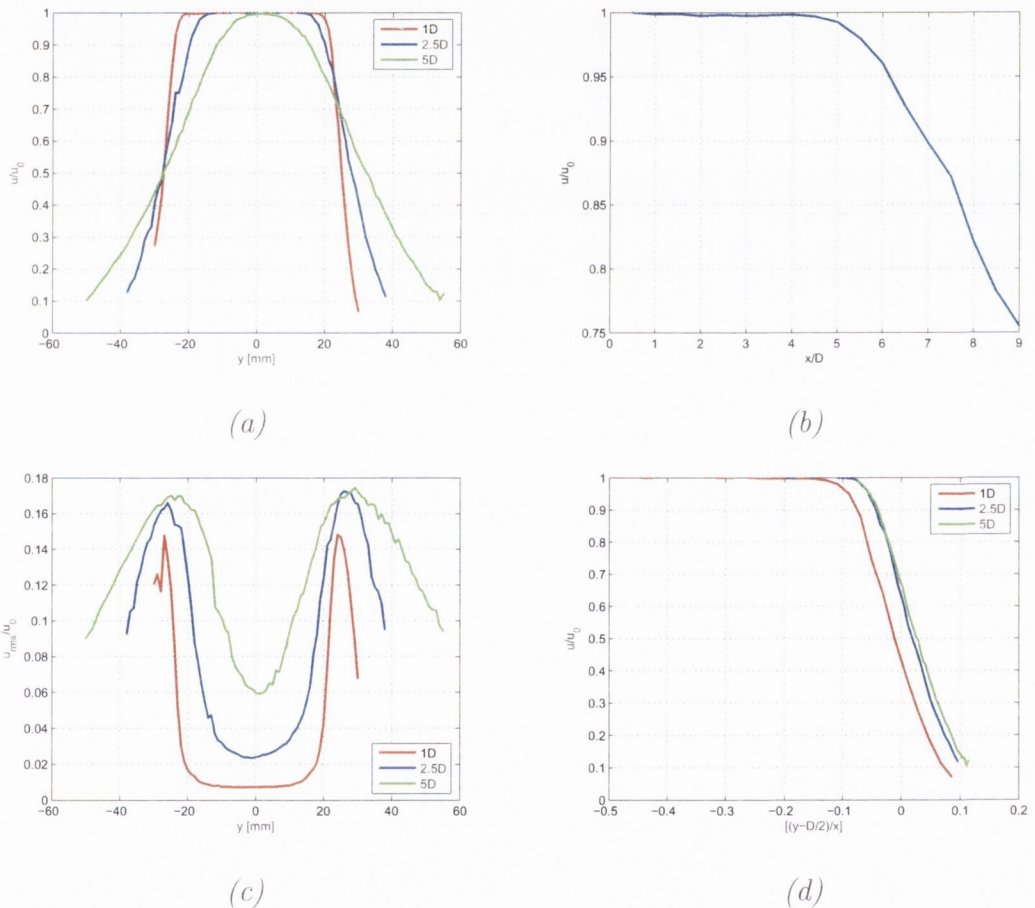 1
0.9
0.8
0.7
0.6
0.5
0.4
0.3
0.2
0.1
0
u/u0
−60 −40 −20 0 20 40 60
y [mm]
1D
2.5D
5D
(a)
1
0.95
0.9
0.85
0.8
0.75
u/u0
0 1 2 3 4 5 6 7 8 9
x/D
(b)
0.18
0.16
0.14
0.12
0.1
0.08
0.06
0.04
0.02
0
urms/u0
−60 −40 −20 0 20 40 60
y [mm]
1D
2.5D
5D
(c)
1
0.9
0.8
0.7
0.6
0.5
0.4
0.3
0.2
0.1
0
u/u0
−0.5 −0.4 −0.3 −0.2 −0.1 0 0.1 0.2
[(y−D/2)/x]
1D
2.5D
5D
(d)